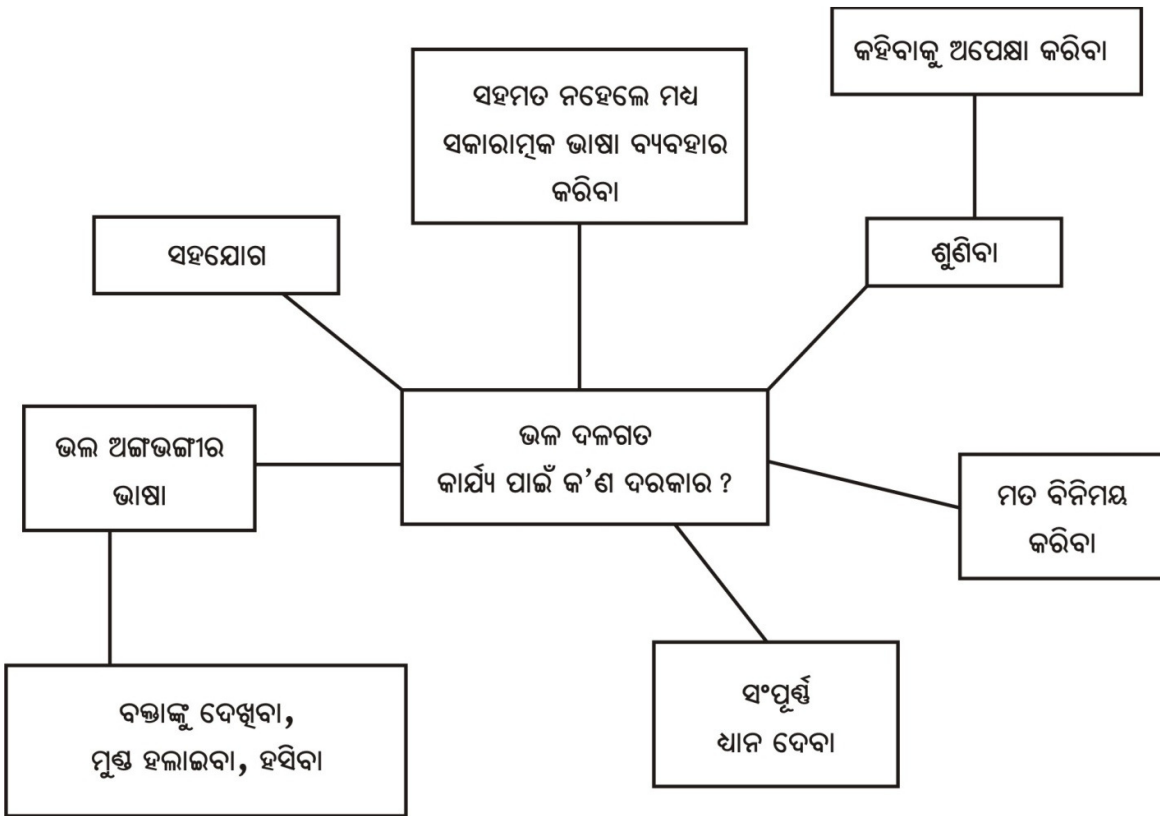 କହିବାକୁ ଅପେକ୍ଷା କରିବା
ସହମତ ନହେଲେ ମଧ୍ୟ
ସକାରାତ୍ମକ ଭାଷା ବ୍ୟବହାର
କରିବା
ସହଯୋଗ
ଶୁଣିବା
ଭଲ ଅଙ୍ଗଭଙ୍ଗୀର
ଭାଷା
ଭଳ ଦଳଗତ
କାର୍ଯ୍ୟ ପାଇଁ କ'ଣ ଦରକାର ?
ମତ ବିନିମୟ
କରିବା
ବକ୍ତାଙ୍କୁ ଦେଖିବା,
ମୁଣ୍ଡ ହଲାଇବା, ହସିବା
ସଂପୂର୍ଣ୍ଣ
ଧ୍ୟାନ ଦେବା